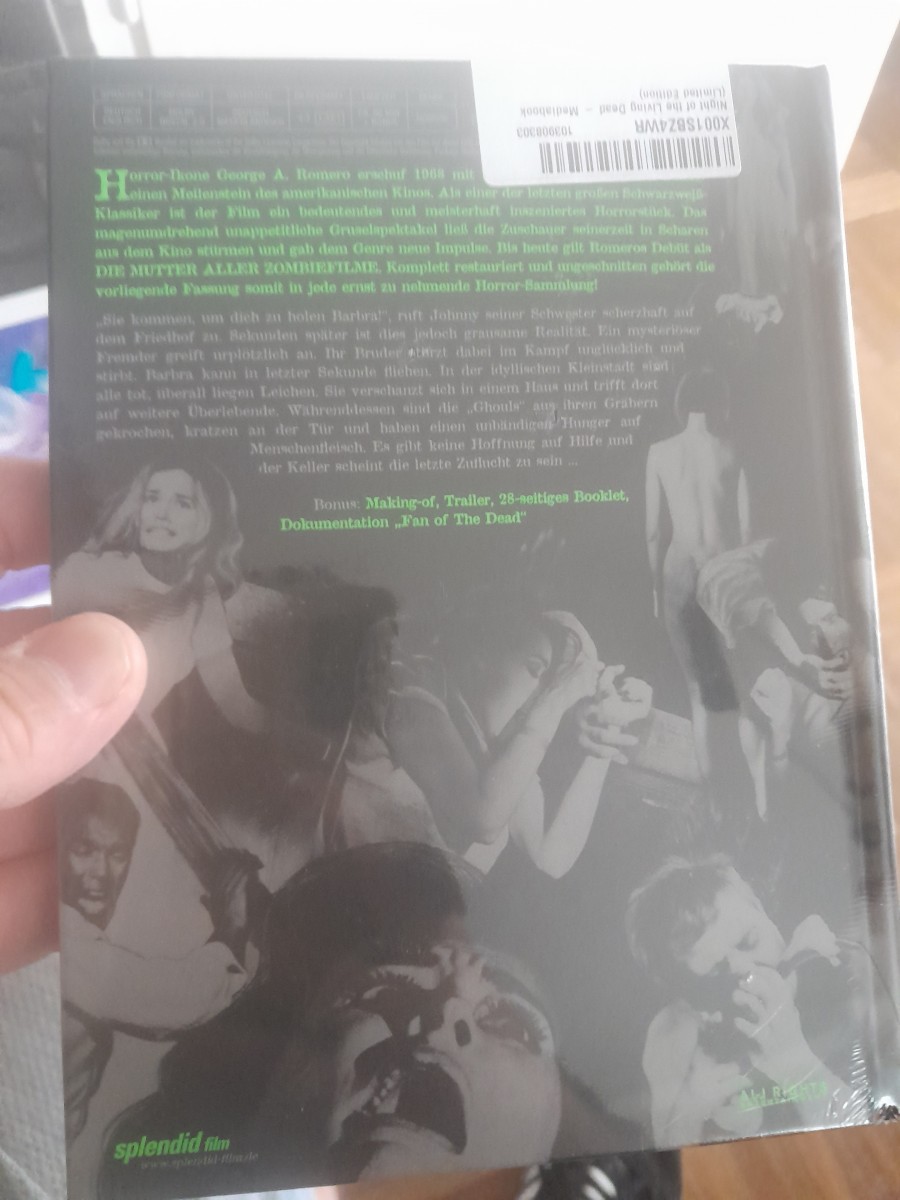 Night of the Living Dead - Mediabook
(Limited Edition)
X001SBZ4WR
103908303
Horror-Ikone George A. Romero erschuf 1968 mit
einen Meilenstein des amerikanischen Kinos. Als einer der letzten großen Schwarzweiß-
Klassiker ist der Film ein bedeutendes und meisterhaft inszeniertes Horrorstück. Das
magenumdrehend unappetitliche Gruselspektakel ließ die Zuschauer seinerzeit in Scharen
aus dem Kino stürmen und gab dem Genre neue Impulse. Bis heute gilt Romeros Debüt als
DIE MUTTER ALLER ZOMBIEFILME. Komplett restauriert und ungeschnitten gehört die
vorliegende Fassung somit in jede ernst zu nehmende Horror-Sammlung!
„Sie kommen, um dich zu holen Barbra!", ruft Johnny seiner Schwester scherzhaft auf
dem Friedhof zu. Sekunden später ist dies jedoch grausame Realität. Ein mysteriöser
Fremder greift urplötzlich an. Ihr Bruder stürzt dabei im Kampf unglücklich und
stirbt. Barbra kann in letzter Sekunde fliehen. In der idyllischen Kleinstadt sind
alle tot, überall liegen Leichen. Sie verschanzt sich in einem Haus und trifft dort
auf weitere Überlebende. Währenddessen sind die „Ghouls" aus ihren Gräbern
gekrochen, kratzen an der Tür und haben einen unbändigen Hunger auf
Menschenfleisch. Es gibt keine Hoffnung auf Hilfe und
der Keller scheint die letzte Zuflucht zu sein ...
Bonus: Making-of, Trailer, 28-seitiges Booklet,
Dokumentation „Fan of The Dead"
splendid film
www.splendid-film.de